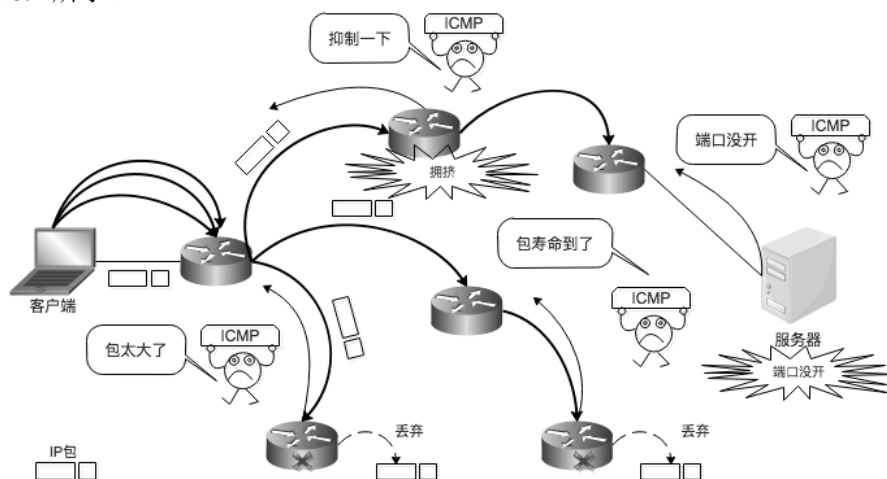 ICMP
抑制一下
ICMP
端口没开
拥挤
包寿命到了
ICMP
客户端
服务器
ICMP
包太大了
端口没开
丢弃
丢弃
IP包